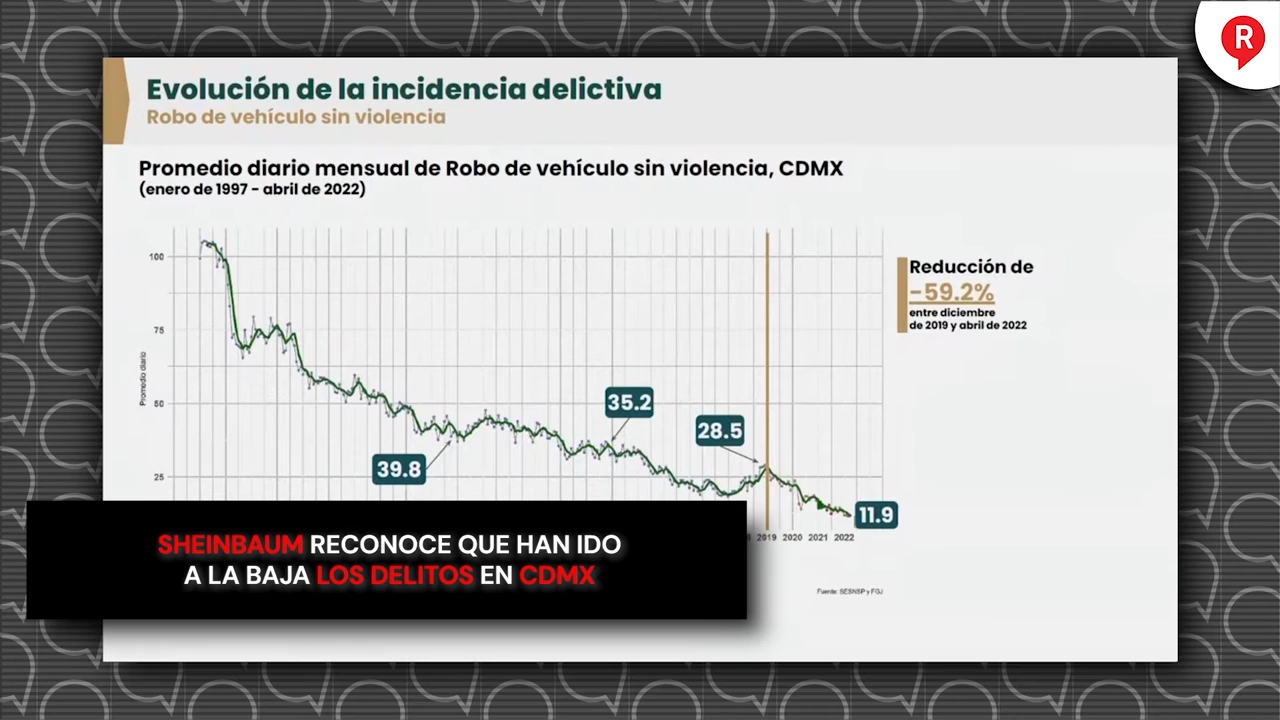 R
Evolución de la incidencia delictiva
Robo de vehículo sin violencia
Promedio diario mensual de Robo de vehículo sin violencia, CDMX
(enero de 1997 - abril de 2022)
100
75
50
25
Promedio diario
39.8
35.2
28.5
11.9
Reducción de
-59.2%
entre diciembre
de 2019 y abril de 2022
2019 2020 2021 2022
Fuente: SESNSP y FGJ
SHEINBAUM RECONOCE QUE HAN IDO
A LA BAJA LOS DELITOS EN CDMX